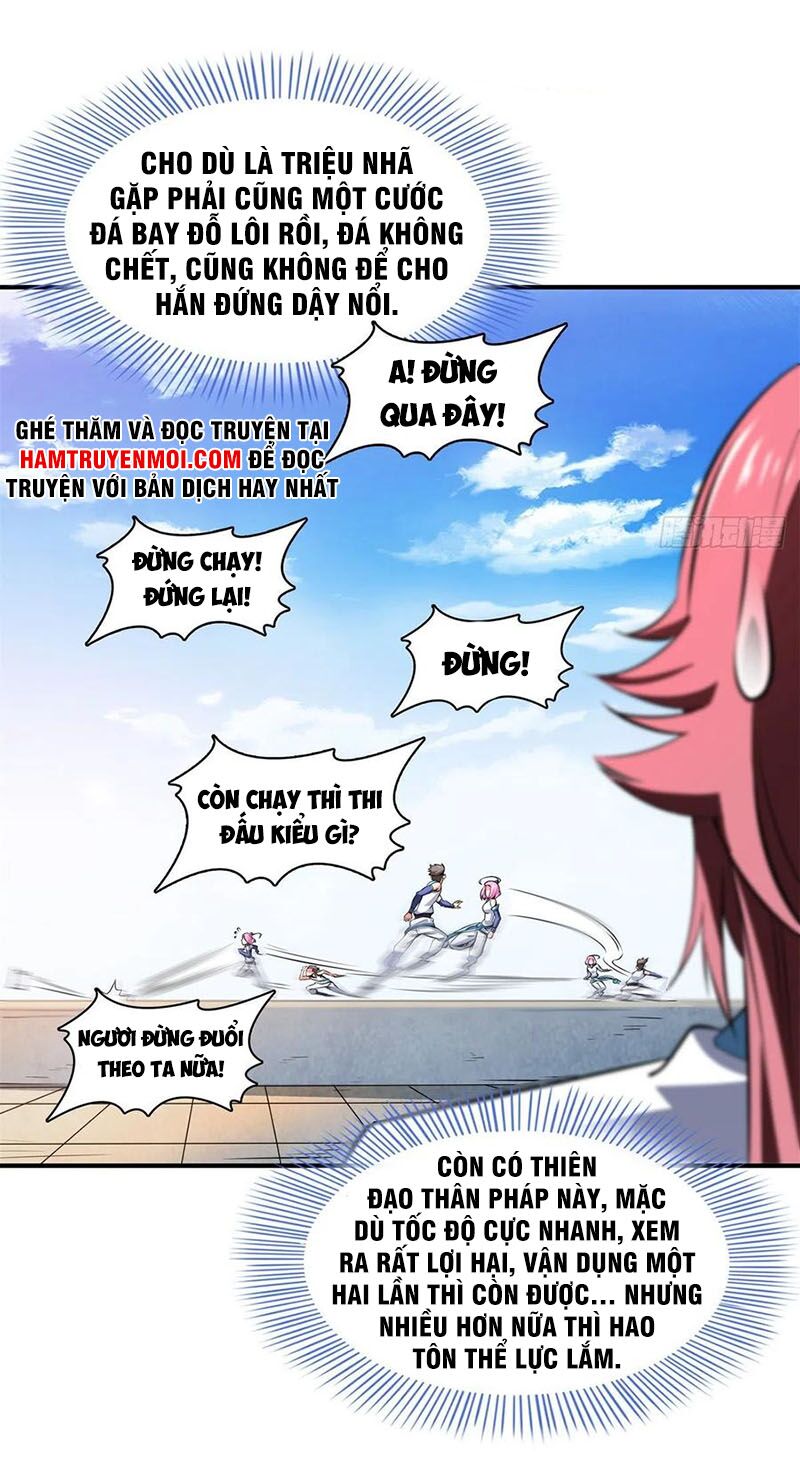 CHO DÙ LÀ TRIỆU NHÃ
GẶP PHẢI CŨNG MỘT CƯỚC
ĐÁ BAY ĐỖ LÔI RỒI, ĐÁ KHÔNG
CHẾT, CŨNG KHÔNG ĐỂ CHO
HẮN ĐỨNG DẬY NỔI.
A! ĐỪNG
QUA ĐÂY!
GHÉ THĂM VÀ ĐỌC TRUYỆN TẠI
HAMTRUYENMOI.COM ĐỂ ĐỌC
TRUYỆN VỚI BẢN DỊCH HAY NHẤT
腾讯动漫
ĐỪNG CHẠY!
ĐỨNG LẠI!
ĐỪNG!
CÒN CHẠY THÌ THI
ĐẤU KIỂU GÌ?
NGƯƠI ĐỪNG ĐUỔI
THEO TA NỮA!
CÒN CÓ THIÊN
ĐẠO THÂN PHÁP NÀY, MẶC
DÙ TỐC ĐỘ CỰC NHANH, XEM
RA RẤT LỢI HẠI, VẬN DỤNG MỘT
HAI LẦN THÌ CÒN ĐƯỢC... NHƯNG
NHIỀU HƠN NỮA THÌ HAO
TỔN THỂ LỰC LẮM.